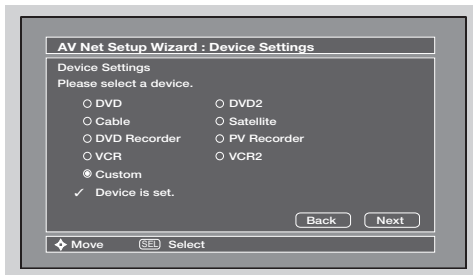 AV Net Setup Wizard : Device Settings
Device Settings
Please select a device.
DVD DVD2
Cable Satellite
DVD Recorder PV Recorder
VCR VCR2
Custom
✓ Device is set.
Back Next
Move SEL Select